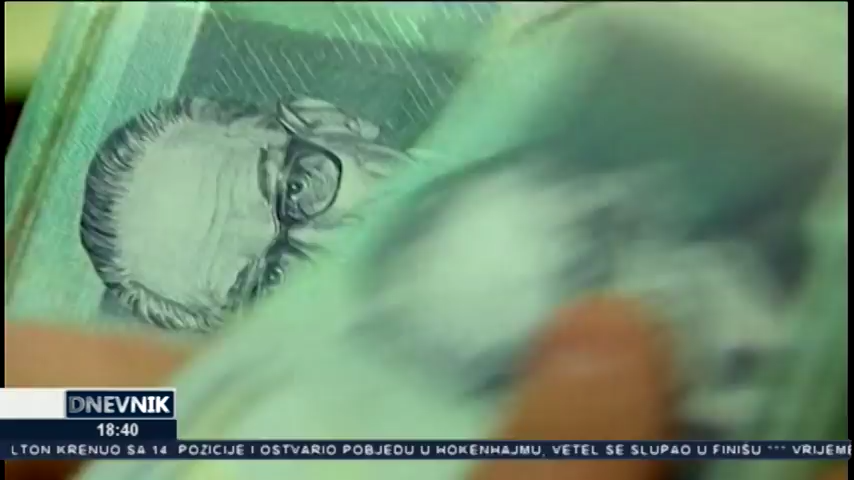 DNEVNIK
18:40
LTON KRENUO SA 14 POZICIJE I OSTVARIO POBJEDU U HOKENHAJMU, VETEL SE SLUPAO U FINIŠU *** VRIJEME